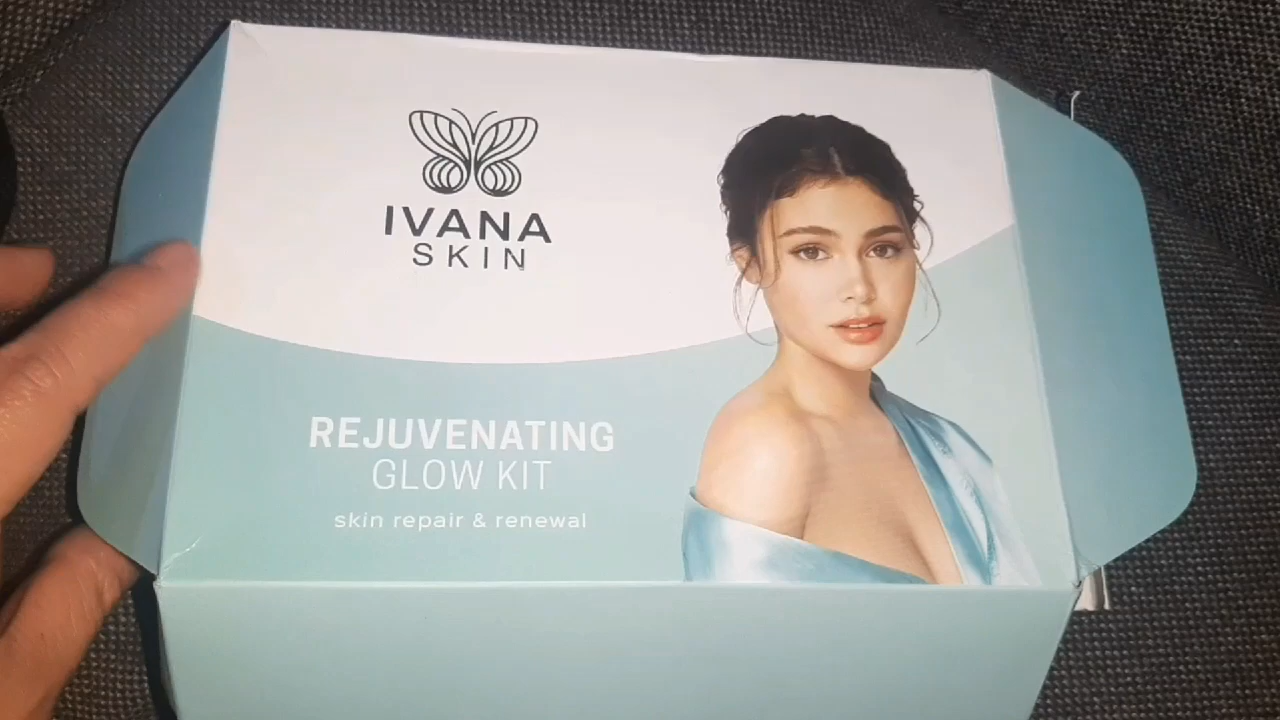 IVANA
SKIN
REJUVENATING
GLOW KIT
skin repair & renewal